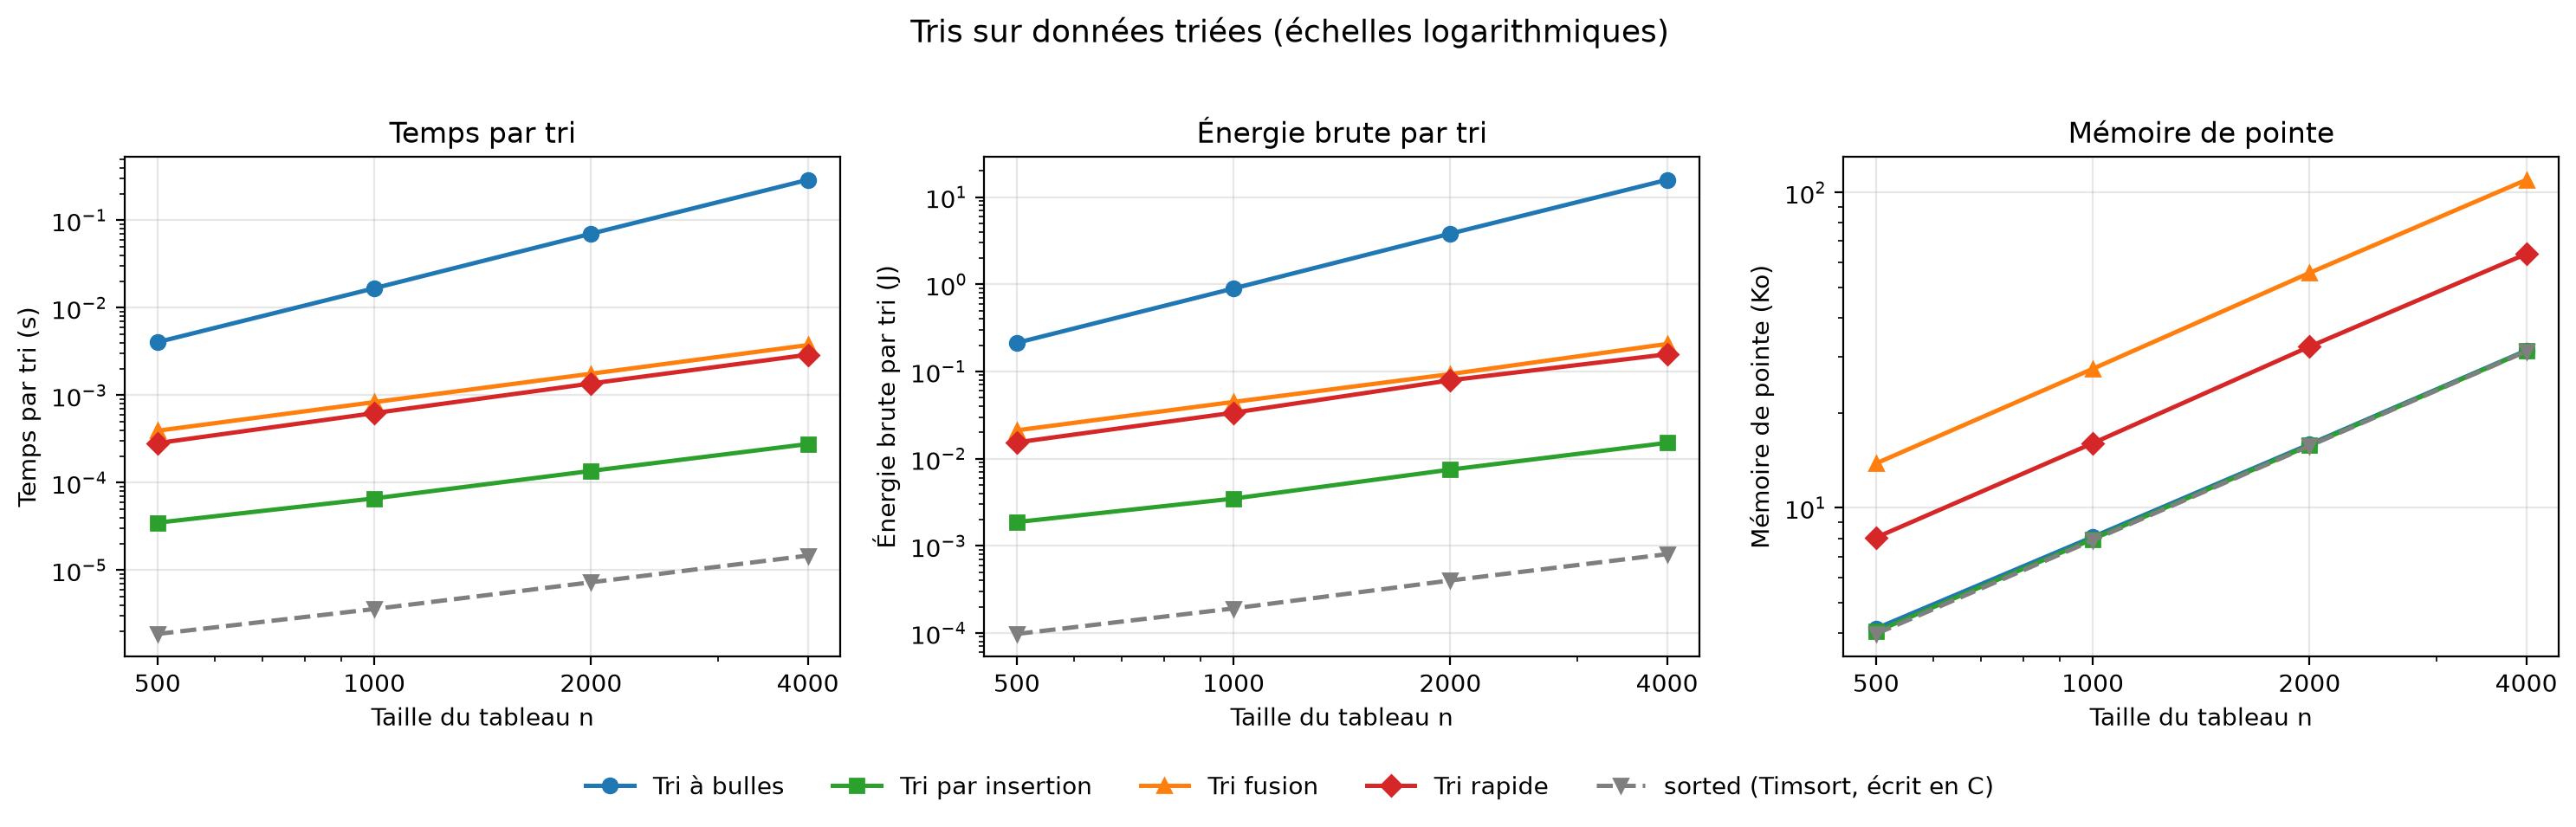 Tris sur données triées (échelles logarithmiques)
Temps par tri
Temps par tri (s)
10⁻¹
10⁻²
10⁻³
10⁻⁴
10⁻⁵
500 1000 2000 4000
Taille du tableau n
Énergie brute par tri
Énergie brute par tri (J)
10¹
10⁰
10⁻¹
10⁻²
10⁻³
10⁻⁴
500 1000 2000 4000
Taille du tableau n
Mémoire de pointe
Mémoire de pointe (Ko)
10²
10¹
500 1000 2000 4000
Taille du tableau n
Tri à bulles Tri par insertion Tri fusion Tri rapide sorted (Timsort, écrit en C)